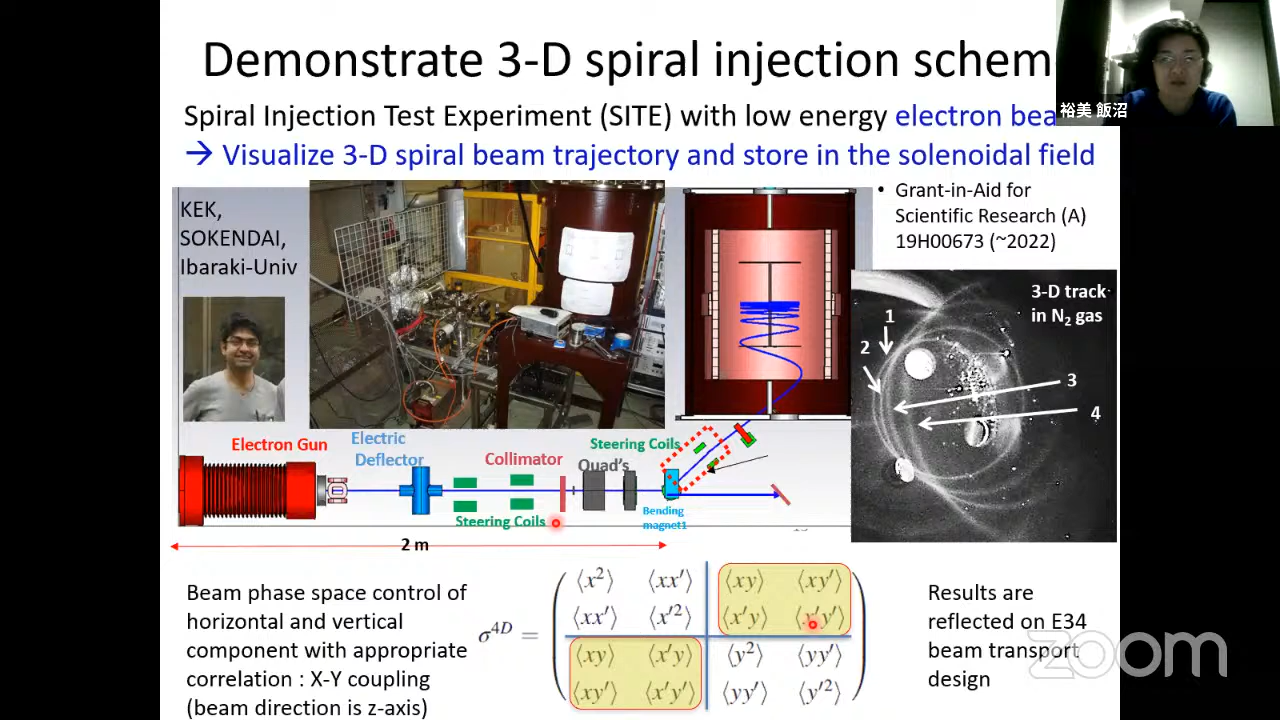 Demonstrate 3-D spiral injection schem
裕美 飯沼
Spiral Injection Test Experiment (SITE) with low energy electron bea
→ Visualize 3-D spiral beam trajectory and store in the solenoidal field
KEK,
SOKENDAI,
Ibaraki-Univ
• Grant-in-Aid for
Scientific Research (A)
19H00673 (~2022)
3-D track
in N₂ gas
1
2
3
4
Electron Gun
Electric
Deflector
Collimator
Steering Coils
Quad's
Steering Coils
Bending
magnet1
2 m
Beam phase space control of
horizontal and vertical
component with appropriate
correlation : X-Y coupling
(beam direction is z-axis)
σ⁴ᴰ =
⟨x²⟩ ⟨xx′⟩ ⟨xy⟩ ⟨xy′⟩
⟨xx′⟩ ⟨x′²⟩ ⟨x′y⟩ ⟨x′y′⟩
⟨xy⟩ ⟨x′y⟩ ⟨y²⟩ ⟨yy′⟩
⟨xy′⟩ ⟨x′y′⟩ ⟨yy′⟩ ⟨y′²⟩
Results are
reflected on E34
beam transport
design
zoom